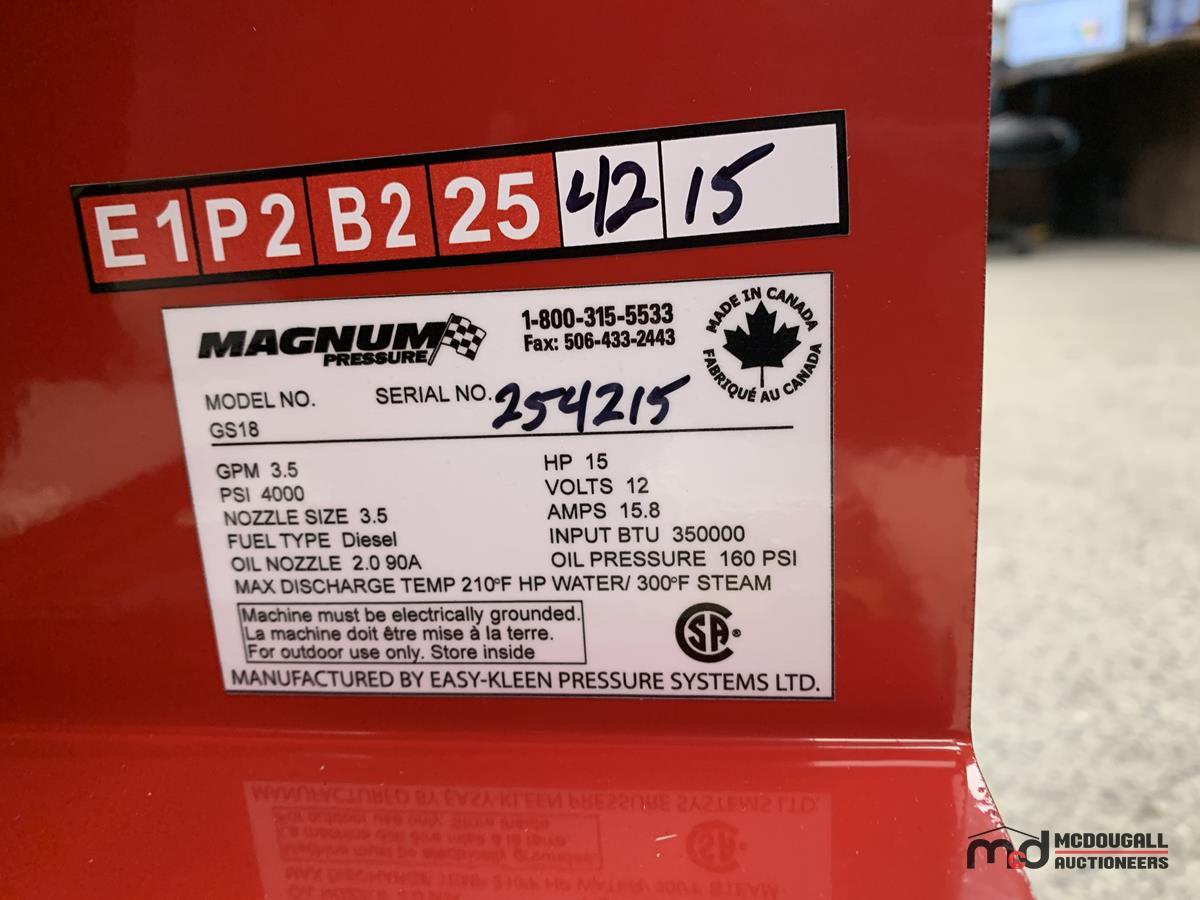 E1 P2 B2 25 42 15
MAGNUM PRESSURE
1-800-315-5533
Fax: 506-433-2443
MADE IN CANADA
FABRIQUÉ AU CANADA
MODEL NO. SERIAL NO. 254215
GS18
GPM 3.5 HP 15
PSI 4000 VOLTS 12
NOZZLE SIZE 3.5 AMPS 15.8
FUEL TYPE Diesel INPUT BTU 350000
OIL NOZZLE 2.0 90A OIL PRESSURE 160 PSI
MAX DISCHARGE TEMP 210°F HP WATER/ 300°F STEAM
Machine must be electrically grounded.
La machine doit être mise à la terre.
For outdoor use only. Store inside
CSA®
MANUFACTURED BY EASY-KLEEN PRESSURE SYSTEMS LTD.
mcd MCDOUGALL
AUCTIONEERS